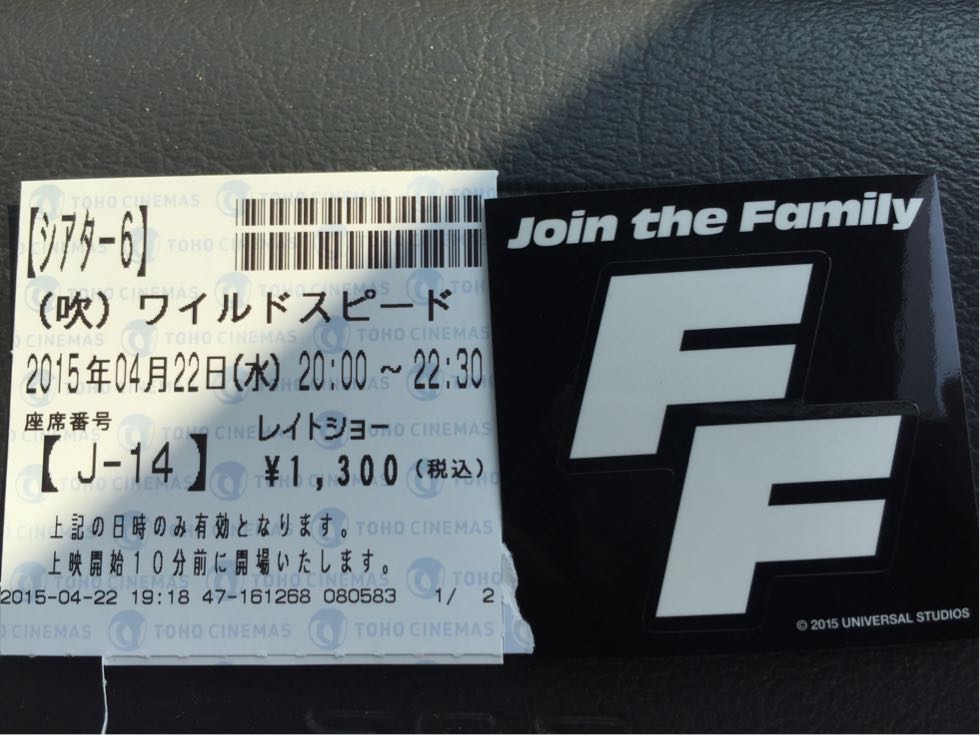 【シアター6】
（吹）ワイルドスピード
2015年04月22日(水) 20:00 ～ 22:30
座席番号
レイトショー
【 J-14 】
¥1,300 (税込)
上記の日時のみ有効となります。
上映開始10分前に開場いたします。
2015-04-22 19:18 47-161268 080583 1/ 2
TOHO CINEMAS
Join the Family
F
F
© 2015 UNIVERSAL STUDIOS